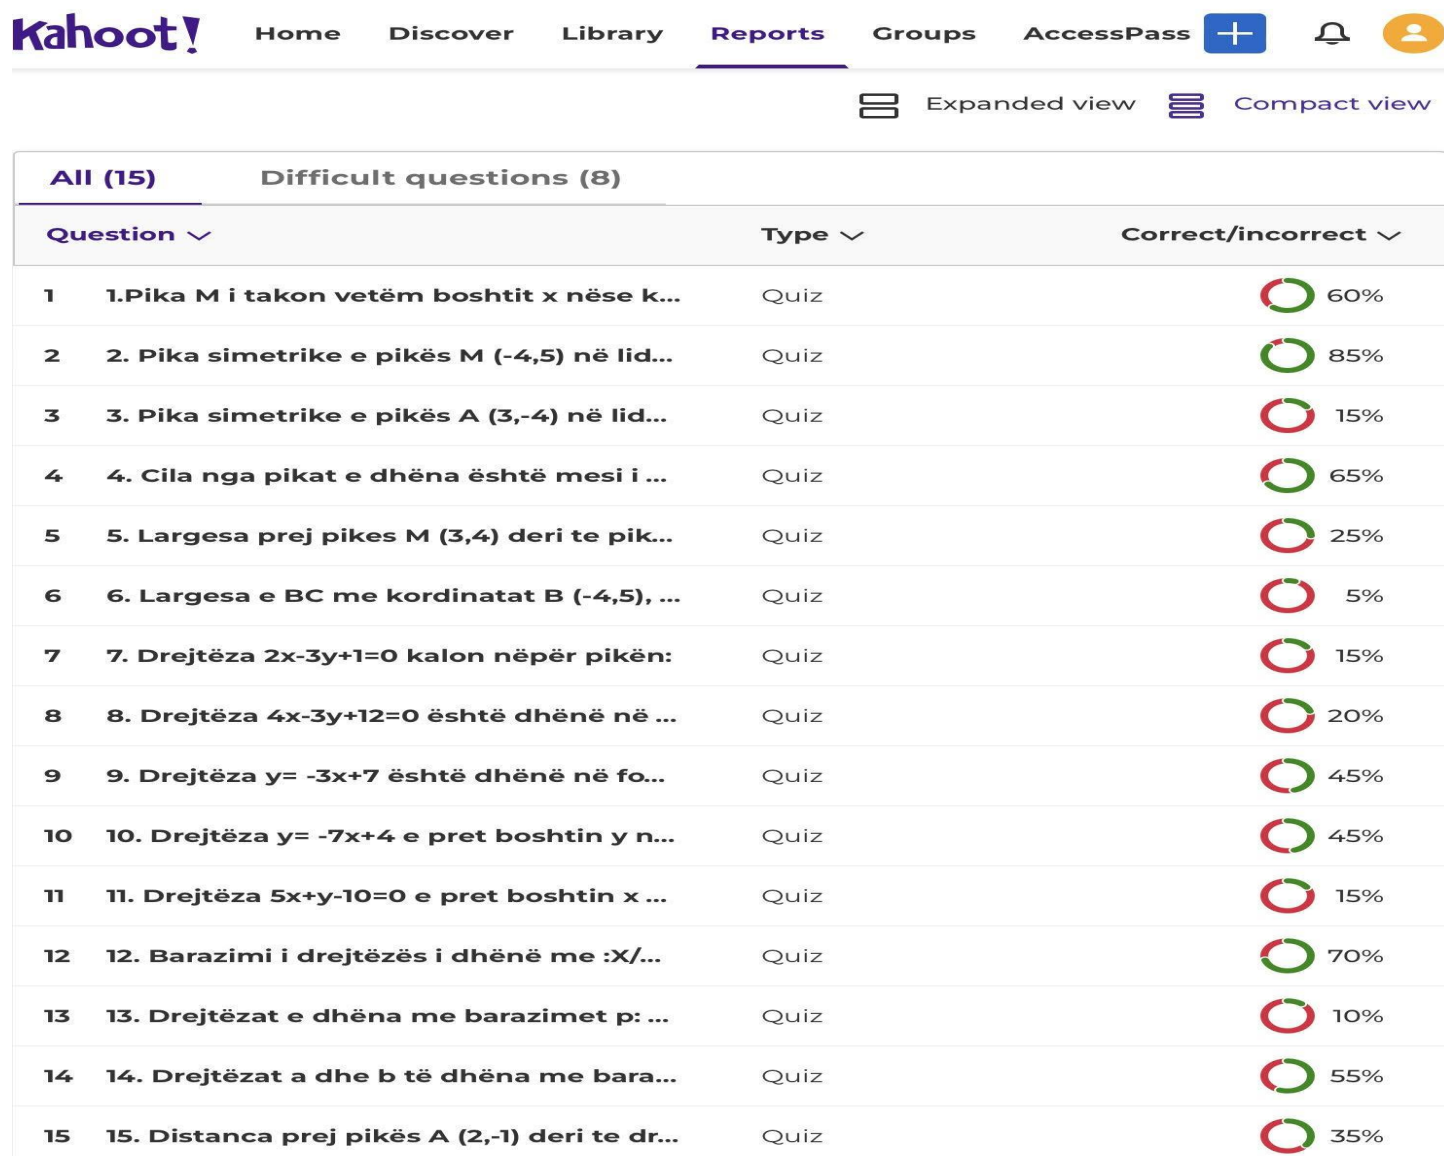 Kahoot! Home Discover Library Reports Groups AccessPass
Expanded view Compact view
All (15) Difficult questions (8)
Question Type Correct/incorrect
1 1.Pika M i takon vetëm boshtit x nëse k... Quiz 60%
2 2. Pika simetrike e pikës M (-4,5) në lid... Quiz 85%
3 3. Pika simetrike e pikës A (3,-4) në lid... Quiz 15%
4 4. Cila nga pikat e dhëna është mesi i ... Quiz 65%
5 5. Largesa prej pikes M (3,4) deri te pik... Quiz 25%
6 6. Largesa e BC me kordinatat B (-4,5), ... Quiz 5%
7 7. Drejtëza 2x-3y+1=0 kalon nëpër pikën: Quiz 15%
8 8. Drejtëza 4x-3y+12=0 është dhënë në ... Quiz 20%
9 9. Drejtëza y= -3x+7 është dhënë në fo... Quiz 45%
10 10. Drejtëza y= -7x+4 e pret boshtin y n... Quiz 45%
11 11. Drejtëza 5x+y-10=0 e pret boshtin x ... Quiz 15%
12 12. Barazimi i drejtëzës i dhënë me :X/... Quiz 70%
13 13. Drejtëzat e dhëna me barazimet p: ... Quiz 10%
14 14. Drejtëzat a dhe b të dhëna me bara... Quiz 55%
15 15. Distanca prej pikës A (2,-1) deri te dr... Quiz 35%